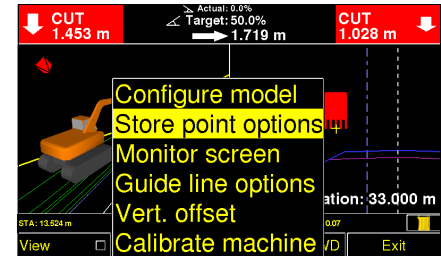 CUT
1.453 m
Actual: 0.0%
Target: 50.0%
1.719 m
CUT
1.028 m
Configure model
Store point options
Monitor screen
Guide line options
Vert. offset
Calibrate machine
ation: 33.000 m
STA: 13.524 m
0.07
View
VD
Exit